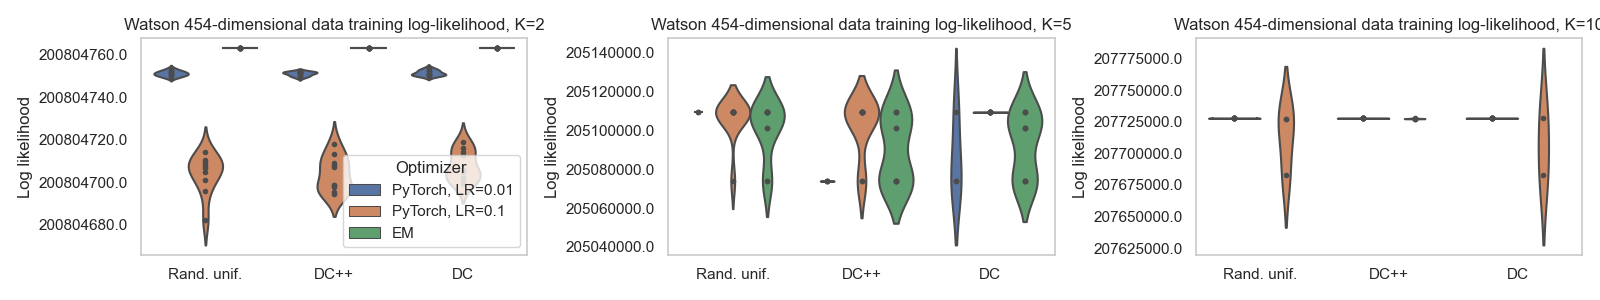 Watson 454-dimensional data training log-likelihood, K=2
Log likelihood
200804760.0
200804740.0
200804720.0
200804700.0
200804680.0
Rand. unif.
DC++
DC
Optimizer
PyTorch, LR=0.01
PyTorch, LR=0.1
EM
Watson 454-dimensional data training log-likelihood, K=5
Log likelihood
205140000.0
205120000.0
205100000.0
205080000.0
205060000.0
205040000.0
Rand. unif.
DC++
DC
Watson 454-dimensional data training log-likelihood, K=10
Log likelihood
207775000.0
207750000.0
207725000.0
207700000.0
207675000.0
207650000.0
207625000.0
Rand. unif.
DC++
DC